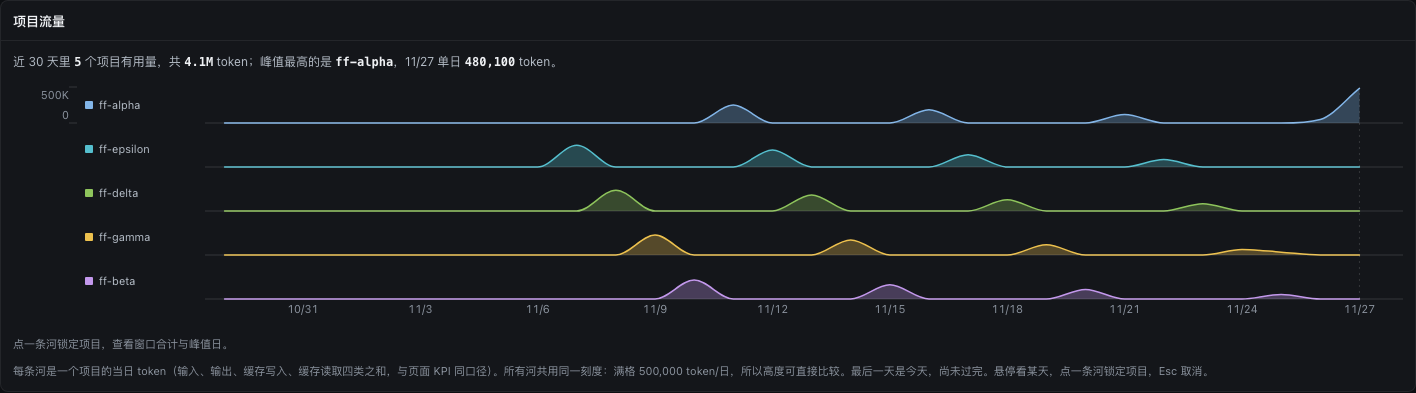 项目流量
近 30 天里 5 个项目有用量，共 4.1M token；峰值最高的是 ff-alpha，11/27 单日 480,100 token。
500K
0
ff-alpha
ff-epsilon
ff-delta
ff-gamma
ff-beta
10/31 11/3 11/6 11/9 11/12 11/15 11/18 11/21 11/24 11/27
点一条河锁定项目，查看窗口合计与峰值日。
每条河是一个项目的当日 token（输入、输出、缓存写入、缓存读取四类之和，与页面 KPI 同口径）。所有河共用同一刻度：满格 500,000 token/日，所以高度可直接比较。最后一天是今天，尚未过完。悬停看某天，点一条河锁定项目，Esc 取消。